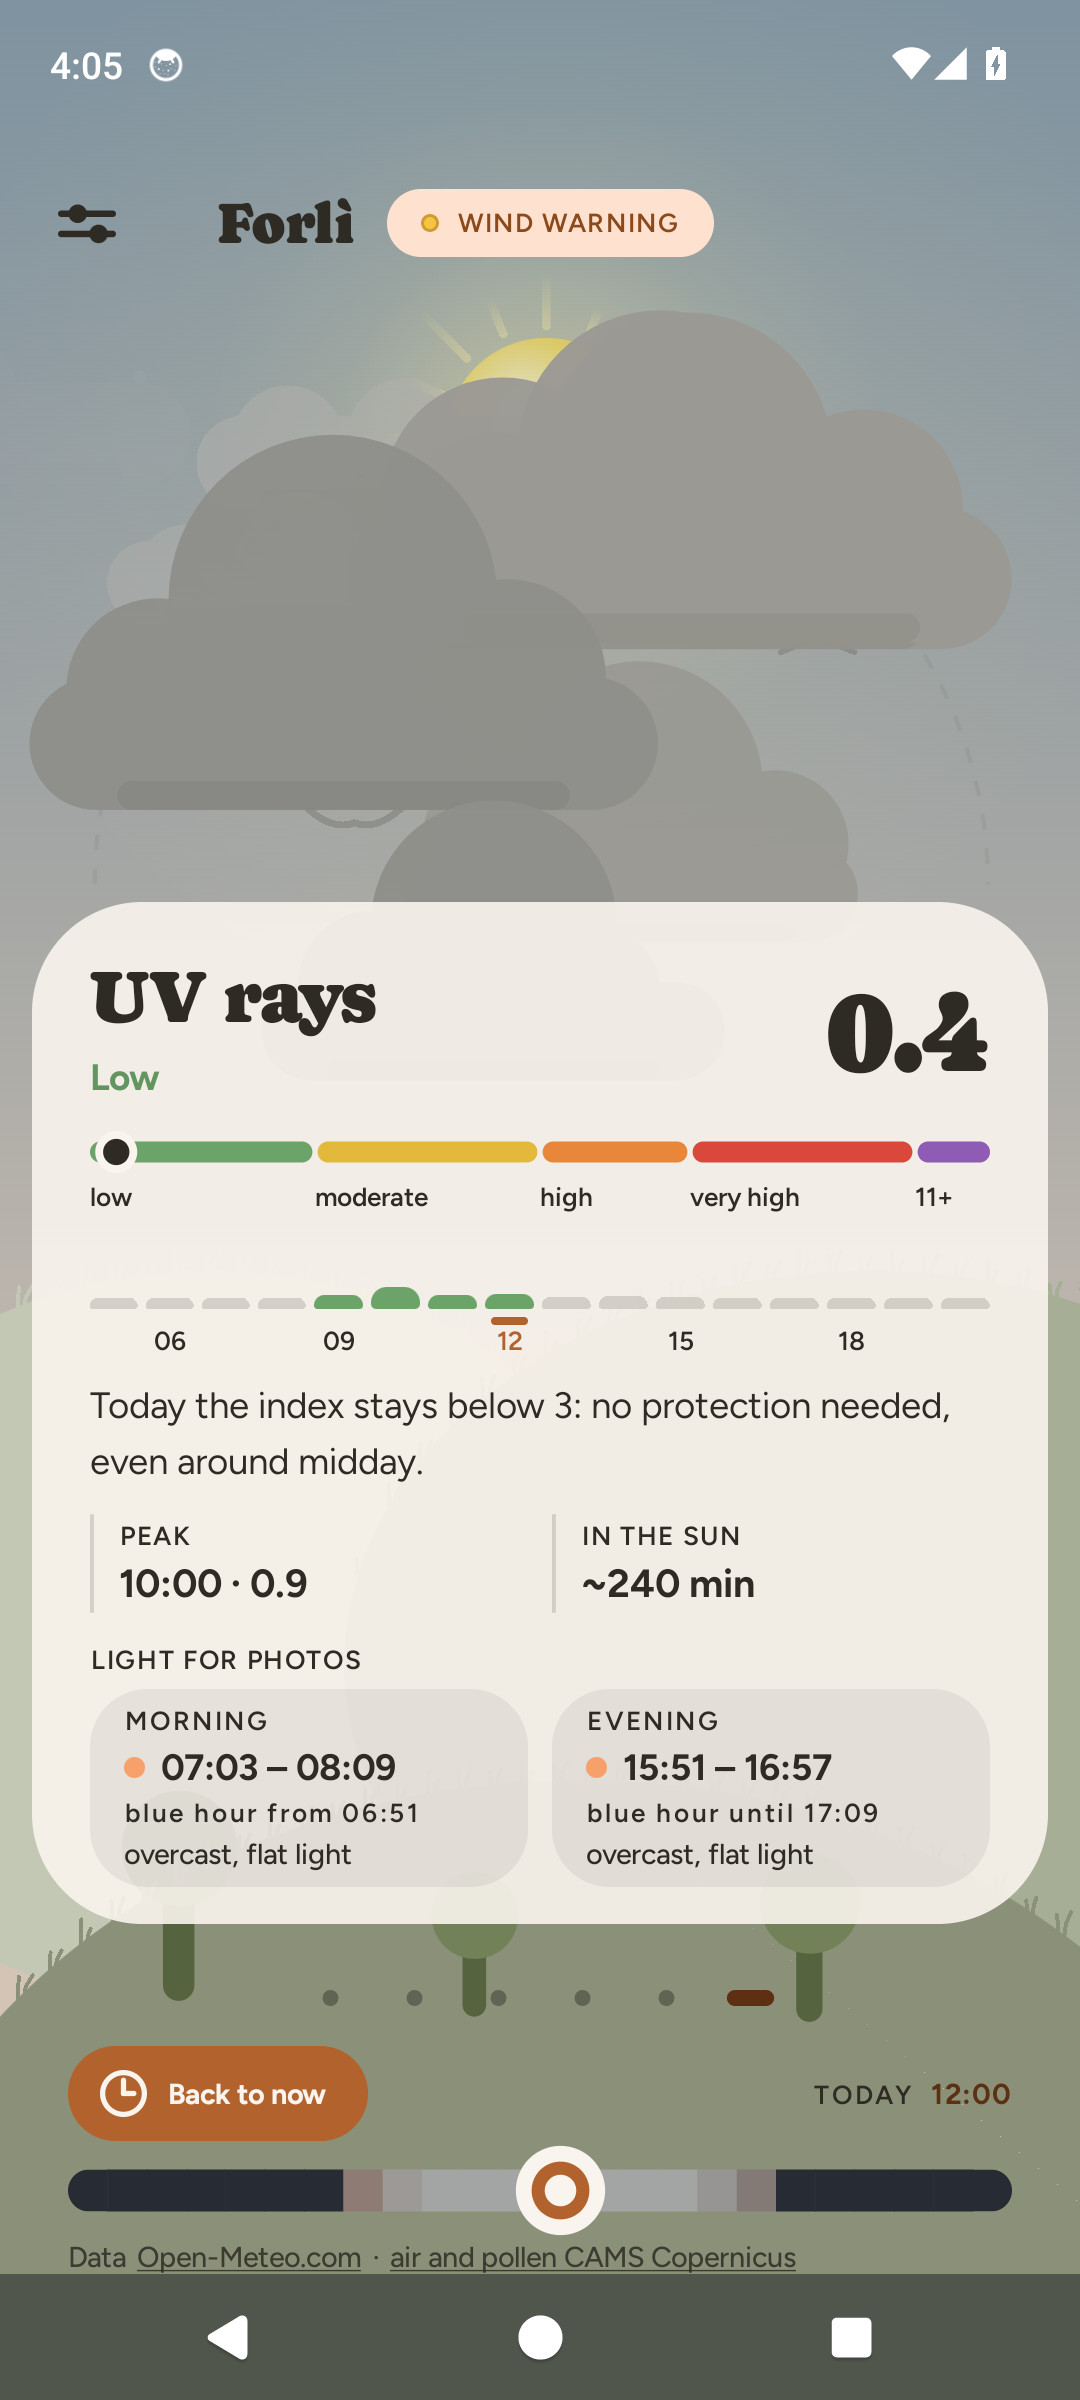 4:05
Forlì
WIND WARNING
UV rays
0.4
Low
low moderate high very high 11+
06 09 12 15 18
Today the index stays below 3: no protection needed,
even around midday.
PEAK
10:00 · 0.9
IN THE SUN
~240 min
LIGHT FOR PHOTOS
MORNING
07:03 – 08:09
blue hour from 06:51
overcast, flat light
EVENING
15:51 – 16:57
blue hour until 17:09
overcast, flat light
Back to now
TODAY 12:00
Data Open-Meteo.com · air and pollen CAMS Copernicus